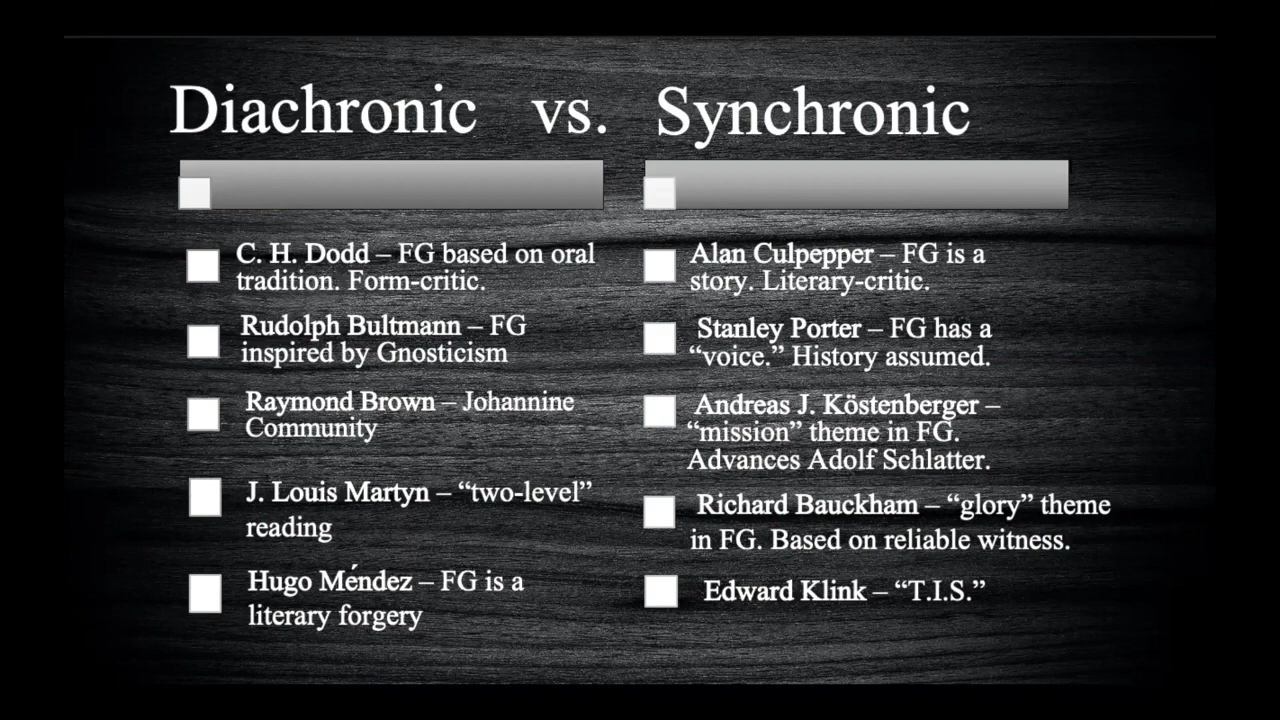 Diachronic vs. Synchronic
C. H. Dodd – FG based on oral
tradition. Form-critic.
Rudolph Bultmann – FG
inspired by Gnosticism
Raymond Brown – Johannine
Community
J. Louis Martyn – “two-level”
reading
Hugo Méndez – FG is a
literary forgery
Alan Culpepper – FG is a
story. Literary-critic.
Stanley Porter – FG has a
“voice.” History assumed.
Andreas J. Köstenberger –
“mission” theme in FG.
Advances Adolf Schlatter.
Richard Bauckham – “glory” theme
in FG. Based on reliable witness.
Edward Klink – “T.I.S.”